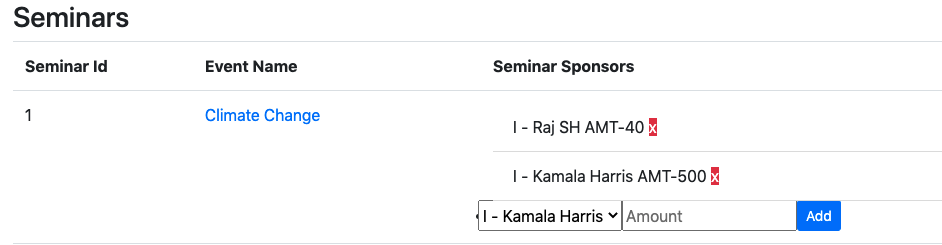 Seminars
Seminar Id Event Name Seminar Sponsors
1 Climate Change
I - Raj SH AMT-40 x
I - Kamala Harris AMT-500 x
I - Kamala Harris Amount Add